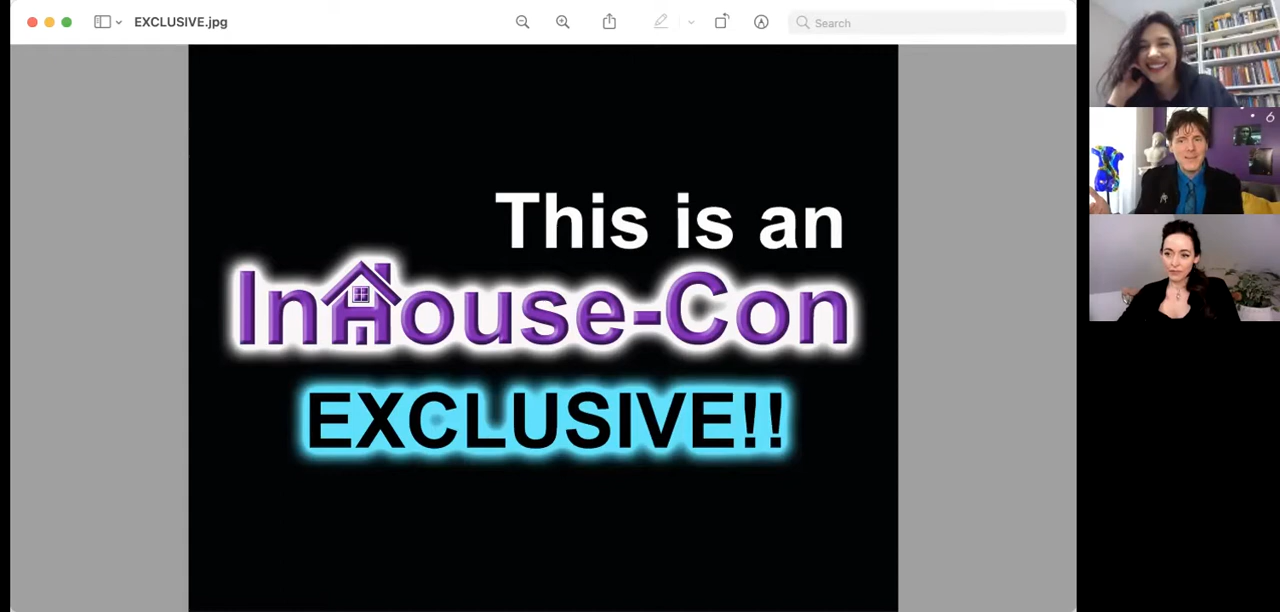 EXCLUSIVE.jpg
Search
This is an
InHouse-Con
EXCLUSIVE!!